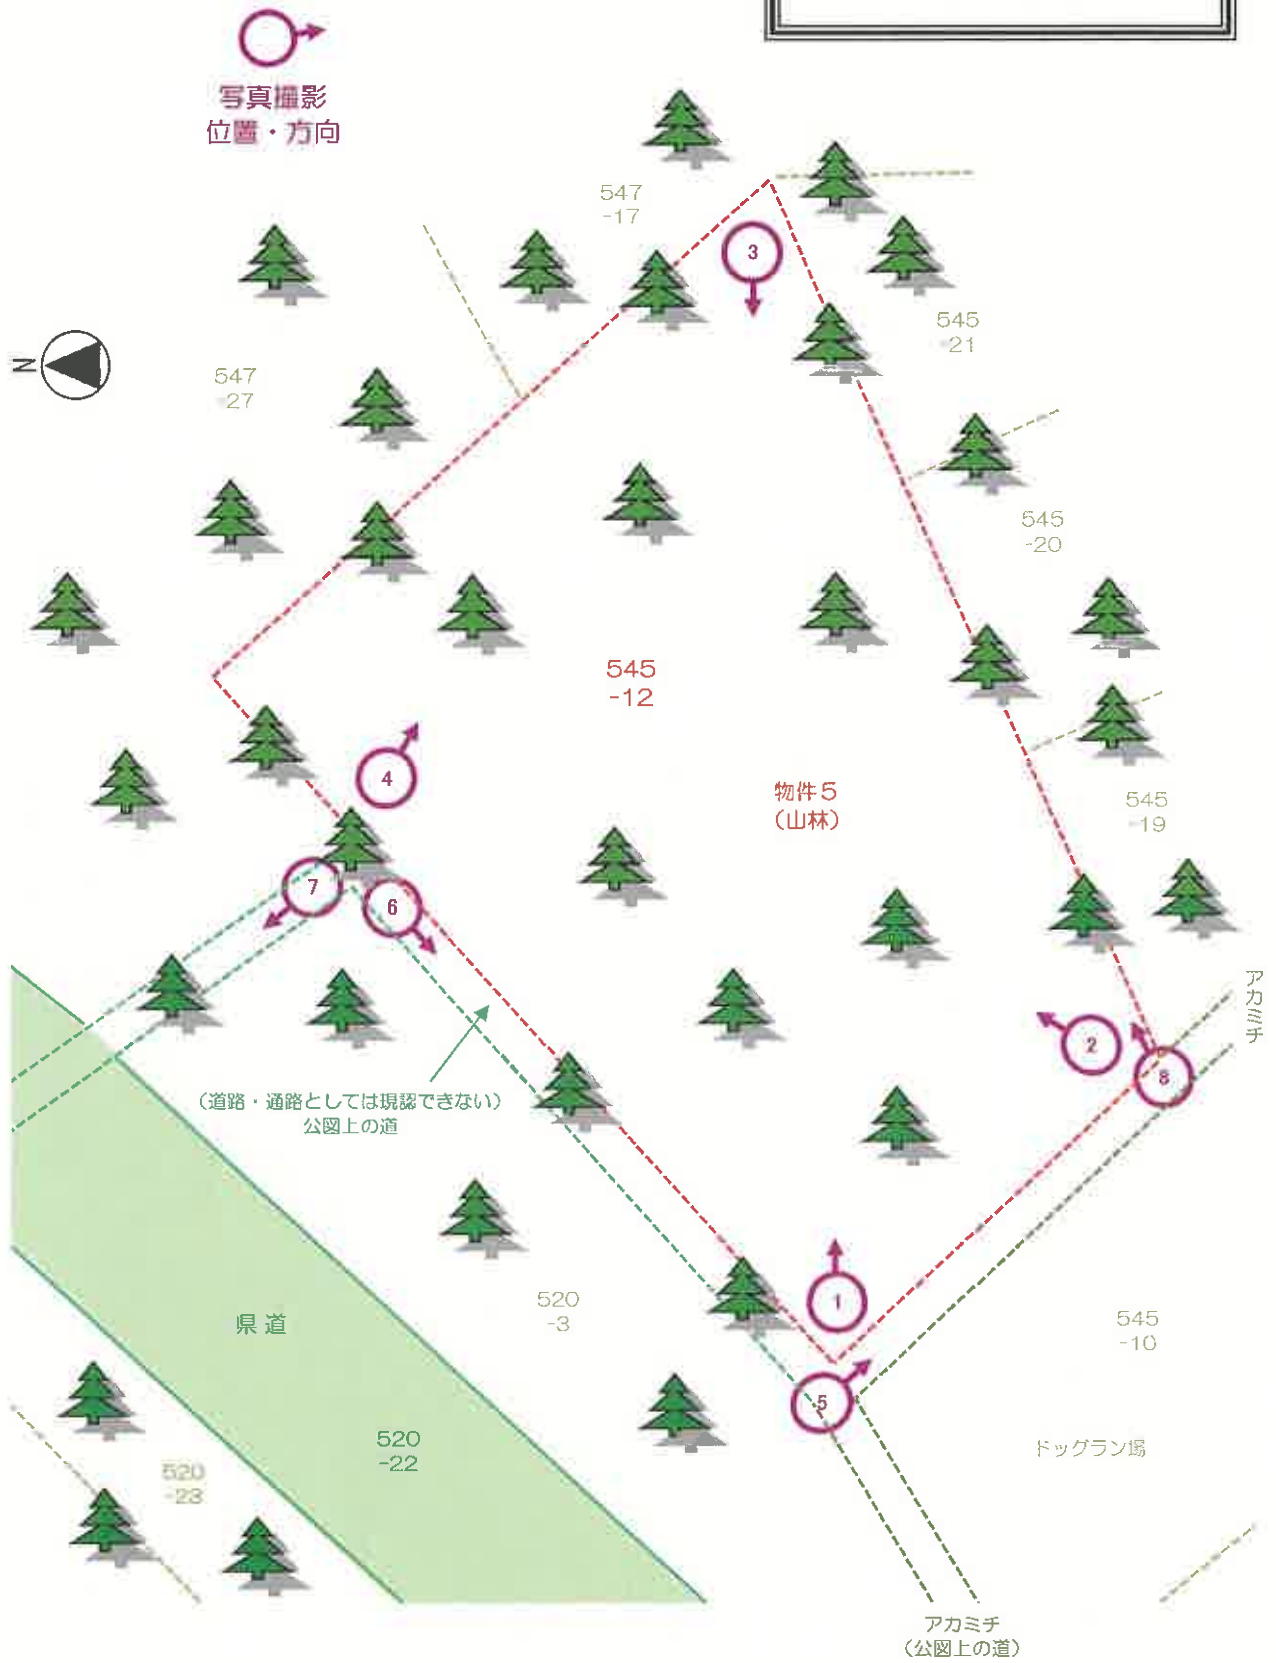 写真撮影
位置・方向
547
-17
3
545
-21
N
547
-27
545
-20
545
-12
4
物件5
(山林)
545
-19
7
6
アカミチ
2
8
(道路・通路としては現認できない)
公図上の道
1
520
-3
545
-10
県道
5
520
-22
ドッグラン場
520
-23
アカミチ
(公図上の道)